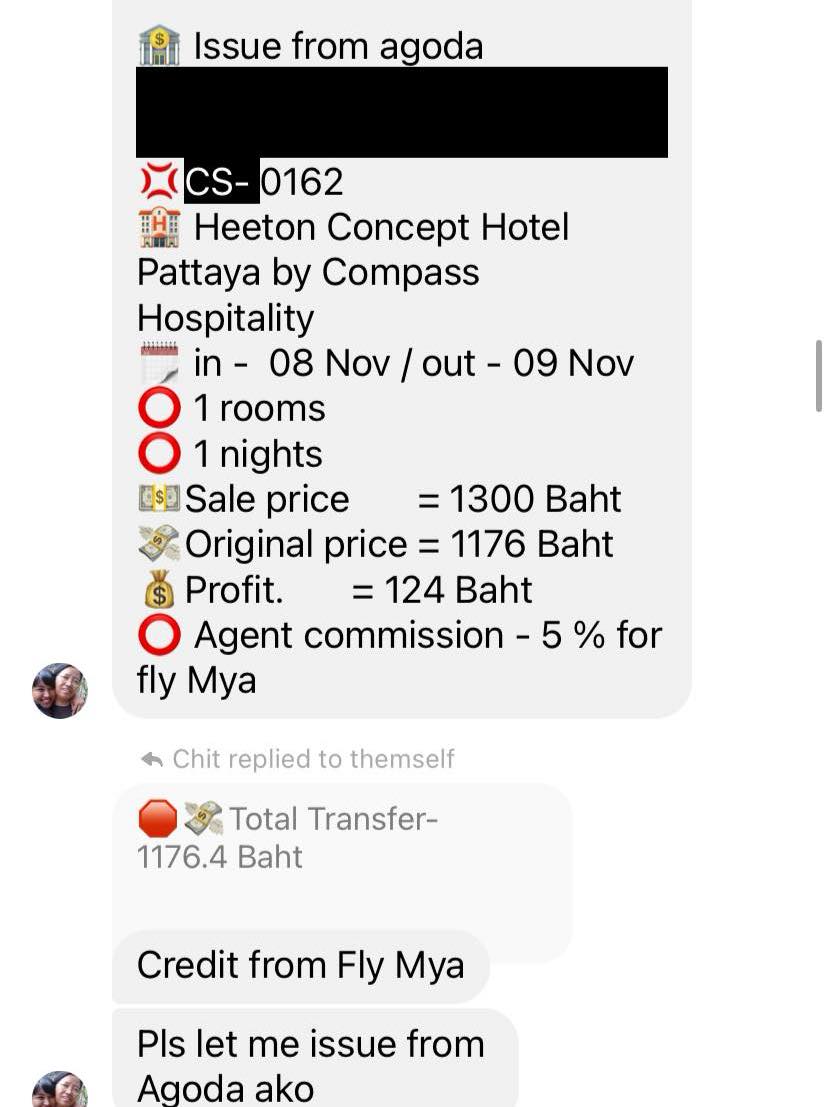 Issue from agoda
CS- 0162
Heeton Concept Hotel
Pattaya by Compass
Hospitality
in - 08 Nov / out - 09 Nov
1 rooms
1 nights
Sale price = 1300 Baht
Original price = 1176 Baht
Profit. = 124 Baht
Agent commission - 5 % for
fly Mya
Chit replied to themself
Total Transfer-
1176.4 Baht
Credit from Fly Mya
Pls let me issue from
Agoda ako